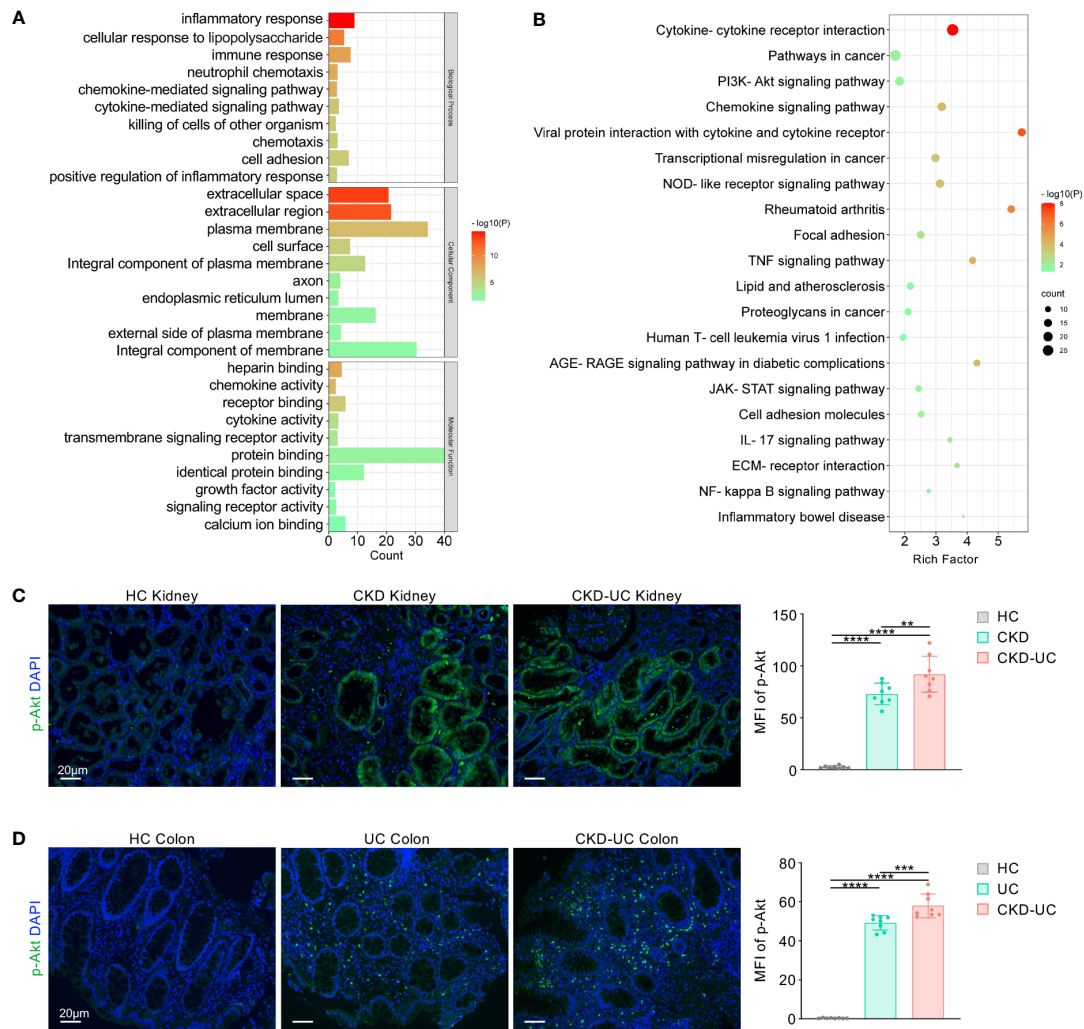 A
inflammatory response
cellular response to lipopolysaccharide
immune response
neutrophil chemotaxis
chemokine-mediated signaling pathway
cytokine-mediated signaling pathway
killing of cells of other organism
chemotaxis
cell adhesion
positive regulation of inflammatory response
Biological Process
extracellular space
extracellular region
plasma membrane
cell surface
Integral component of plasma membrane
axon
endoplasmic reticulum lumen
membrane
external side of plasma membrane
Integral component of membrane
Cellular Component
heparin binding
chemokine activity
receptor binding
cytokine activity
transmembrane signaling receptor activity
protein binding
identical protein binding
growth factor activity
signaling receptor activity
calcium ion binding
Molecular Function
0 10 20 30 40
Count
- log10(P)
10
5
B
Cytokine- cytokine receptor interaction
Pathways in cancer
PI3K- Akt signaling pathway
Chemokine signaling pathway
Viral protein interaction with cytokine and cytokine receptor
Transcriptional misregulation in cancer
NOD- like receptor signaling pathway
Rheumatoid arthritis
Focal adhesion
TNF signaling pathway
Lipid and atherosclerosis
Proteoglycans in cancer
Human T- cell leukemia virus 1 infection
AGE- RAGE signaling pathway in diabetic complications
JAK- STAT signaling pathway
Cell adhesion molecules
IL- 17 signaling pathway
ECM- receptor interaction
NF- kappa B signaling pathway
Inflammatory bowel disease
2 3 4 5
Rich Factor
- log10(P)
8
6
4
2
count
10
15
20
25
C
HC Kidney
CKD Kidney
CKD-UC Kidney
p-Akt DAPI
20μm
MFI of p-Akt
150
100
50
0
**
****
****
HC
CKD
CKD-UC
D
HC Colon
UC Colon
CKD-UC Colon
p-Akt DAPI
20μm
MFI of p-Akt
80
60
40
20
0
***
****
****
HC
UC
CKD-UC